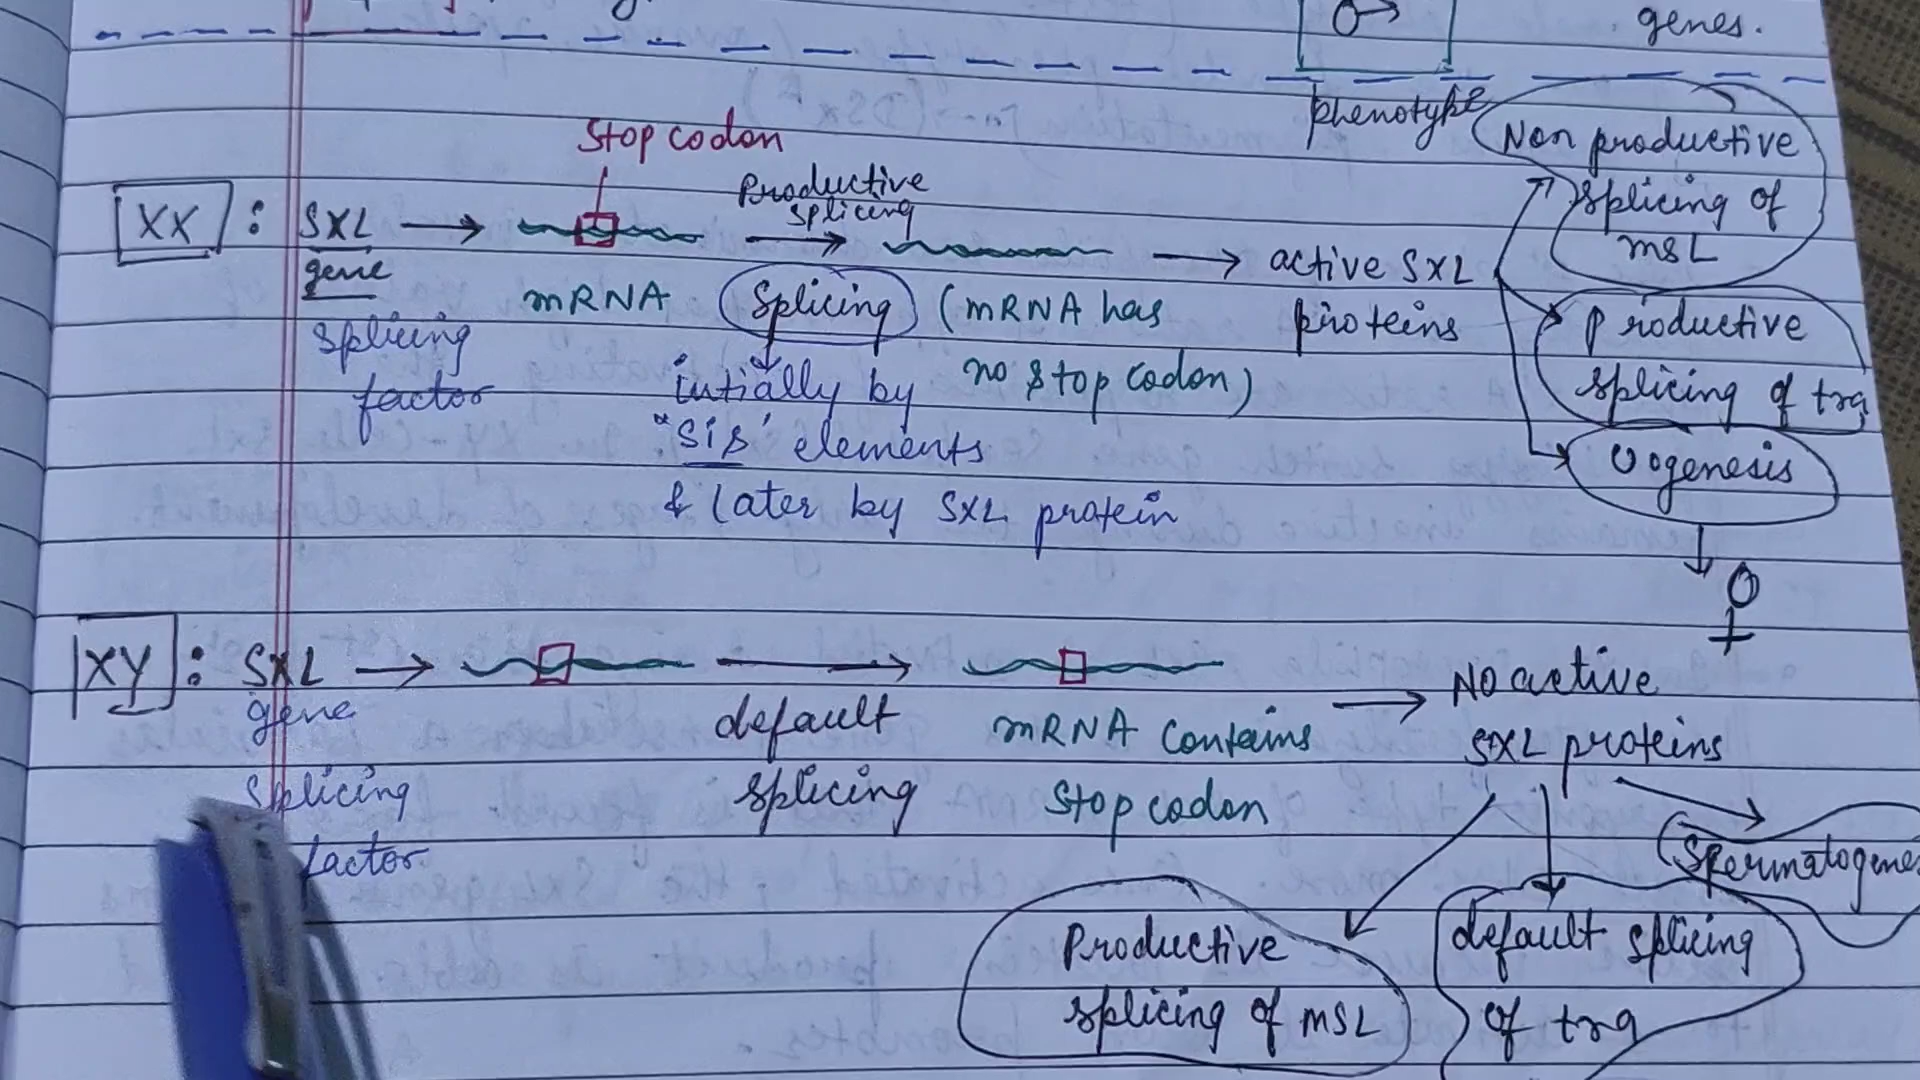 genes.
phenotype
Stop codon
Non productive
splicing of
msL
XX : SXL
gene
splicing
factor
mRNA
Productive
splicing
Splicing
intially by
"sis" elements
& later by SXL protein
(mRNA has
no stop codon)
active SXL
proteins
Productive
splicing of tra
Oogenesis
♀
XY : SXL
gene
splicing
factor
default
splicing
mRNA contains
Stop codon
No active
SXL proteins
Productive
splicing of MSL
default splicing
of tra